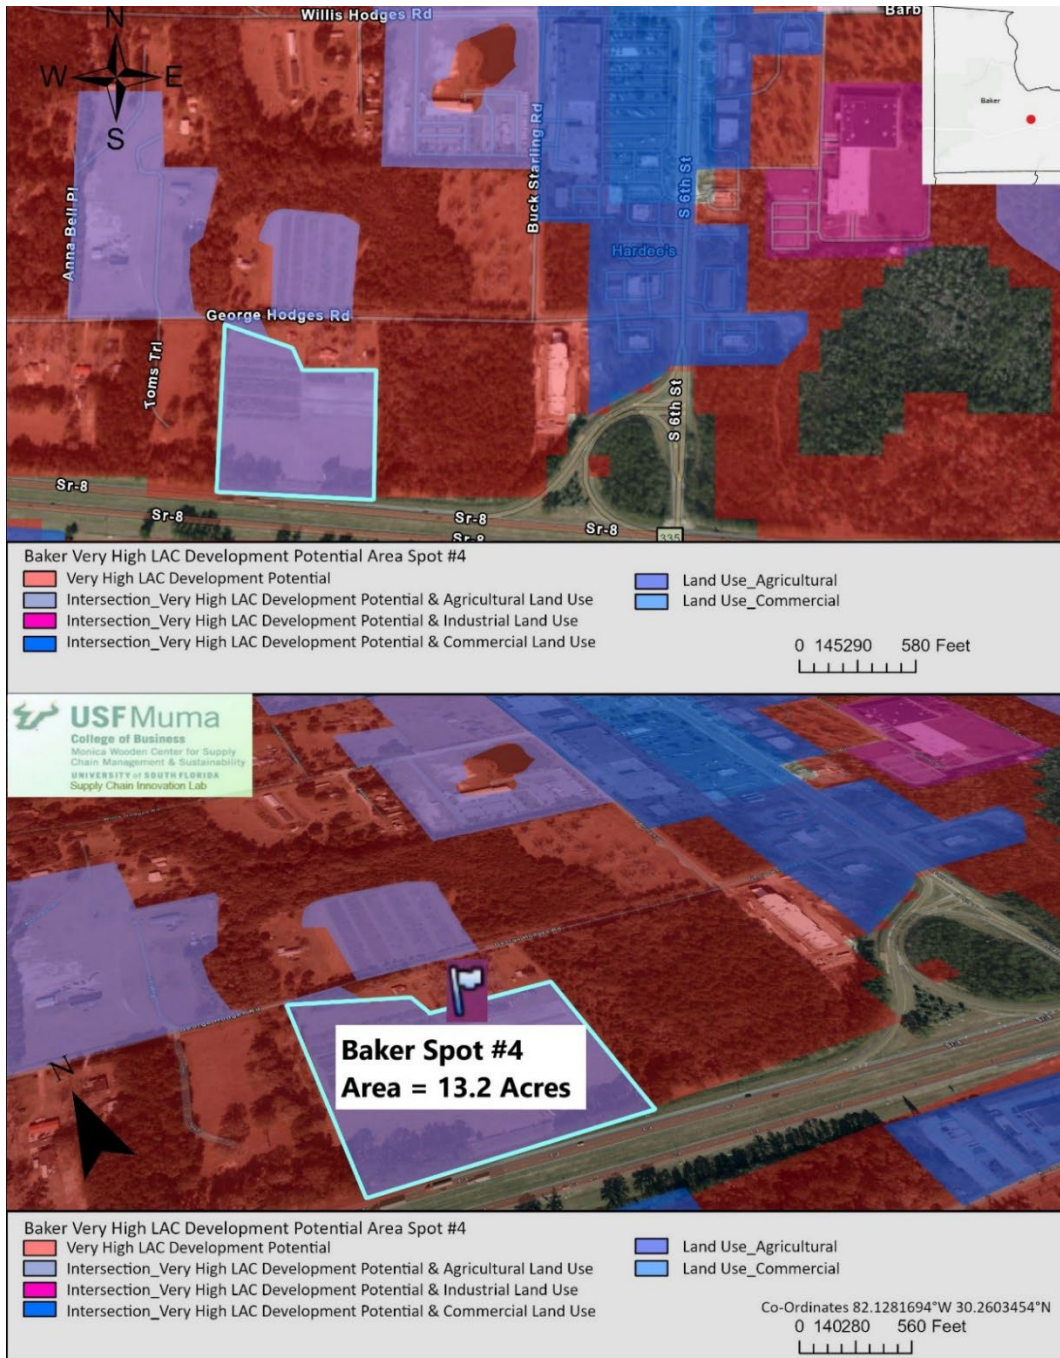 Willis Hodges Rd
Barb
N
W E
S
Baker
Anna Bell Pl
Buck Starling Rd
S 6th St
Hardee's
George Hodges Rd
Toms Trl
S 6th St
Sr-8
Sr-8
Sr-8
Sr-8
Sr-8
335
Baker Very High LAC Development Potential Area Spot #4
Very High LAC Development Potential
Intersection_Very High LAC Development Potential & Agricultural Land Use
Intersection_Very High LAC Development Potential & Industrial Land Use
Intersection_Very High LAC Development Potential & Commercial Land Use
Land Use_Agricultural
Land Use_Commercial
0 145290 580 Feet
USF Muma
College of Business
Monica Wooden Center for Supply
Chain Management & Sustainability
UNIVERSITY of SOUTH FLORIDA
Supply Chain Innovation Lab
Baker Spot #4
Area = 13.2 Acres
N
Baker Very High LAC Development Potential Area Spot #4
Very High LAC Development Potential
Intersection_Very High LAC Development Potential & Agricultural Land Use
Intersection_Very High LAC Development Potential & Industrial Land Use
Intersection_Very High LAC Development Potential & Commercial Land Use
Land Use_Agricultural
Land Use_Commercial
Co-Ordinates 82.1281694°W 30.2603454°N
0 140280 560 Feet